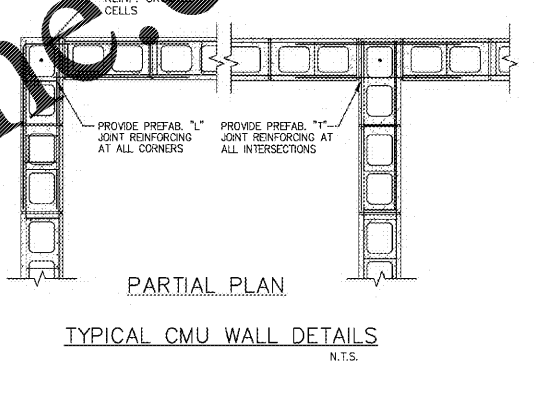 CELLS
PROVIDE PREFAB. "L"
JOINT REINFORCING
AT ALL CORNERS
PROVIDE PREFAB. "T"
JOINT REINFORCING AT
ALL INTERSECTIONS
PARTIAL PLAN
TYPICAL CMU WALL DETAILS
N.T.S.